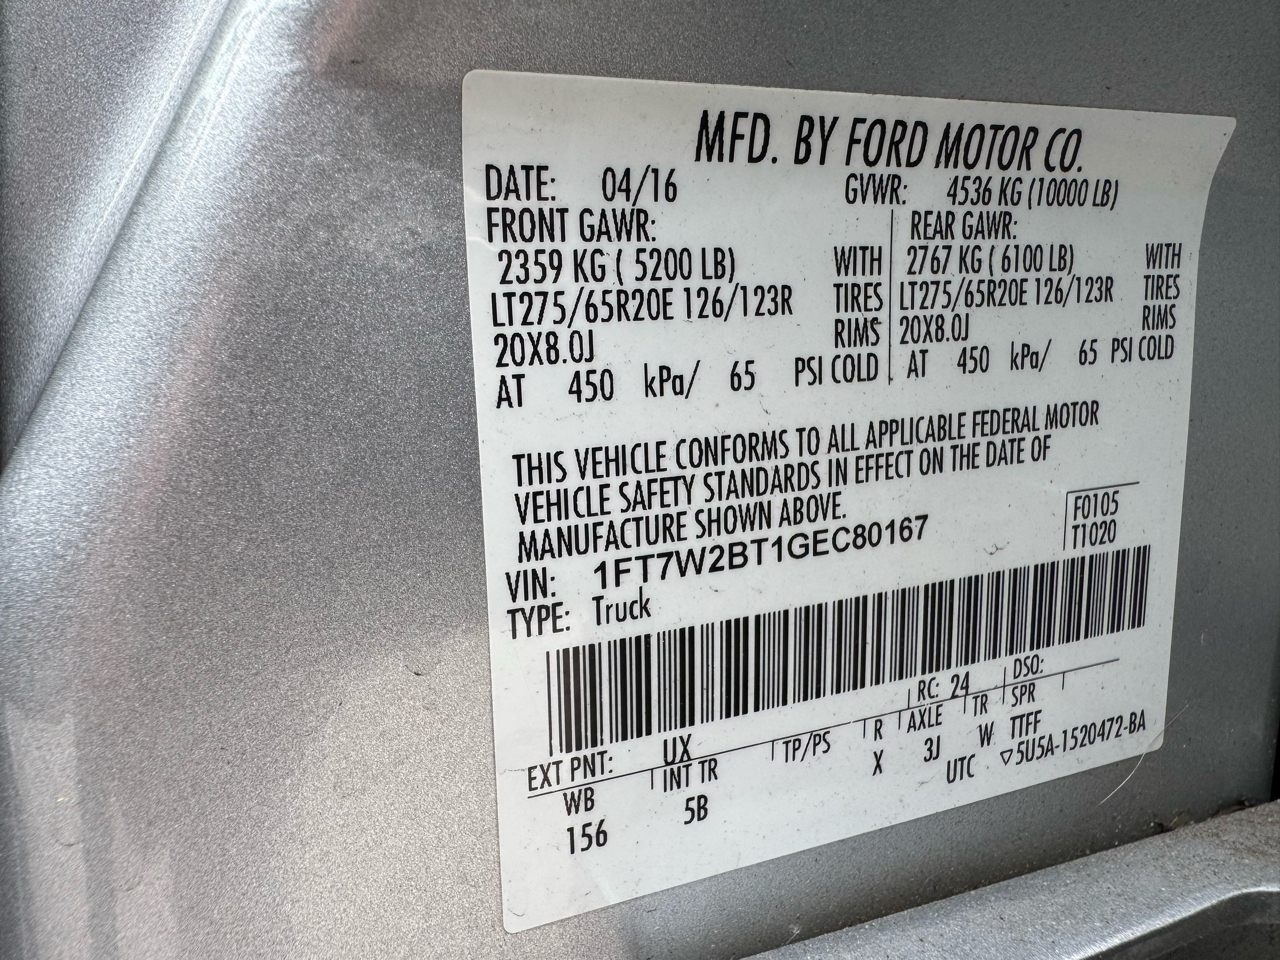 MFD. BY FORD MOTOR CO.
DATE: 04/16 GVWR: 4536 KG (10000 LB)
FRONT GAWR: REAR GAWR:
2359 KG ( 5200 LB) WITH 2767 KG ( 6100 LB) WITH
LT275/65R20E 126/123R TIRES LT275/65R20E 126/123R TIRES
20X8.0J RIMS 20X8.0J RIMS
AT 450 kPa/ 65 PSI COLD AT 450 kPa/ 65 PSI COLD
THIS VEHICLE CONFORMS TO ALL APPLICABLE FEDERAL MOTOR
VEHICLE SAFETY STANDARDS IN EFFECT ON THE DATE OF
MANUFACTURE SHOWN ABOVE.
F0105
T1020
VIN: 1FT7W2BT1GEC80167
TYPE: Truck
EXT PNT: UX RC: 24 DSO:
WB INT TR TP/PS R AXLE TR SPR
156 5B X 3J W TTFF
UTC ▽5U5A-1520472-BA